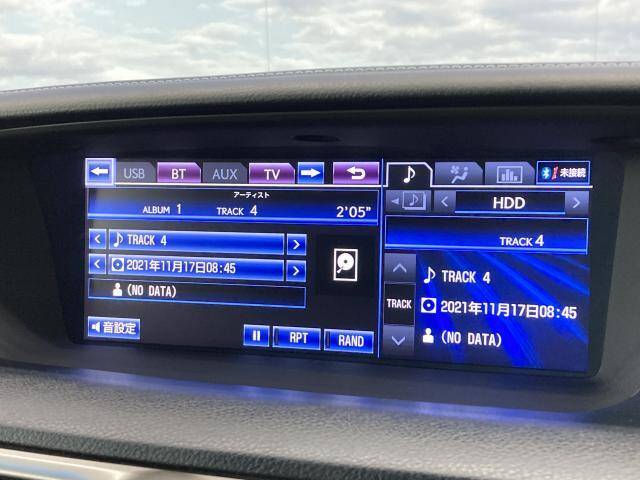 USB BT AUX TV 未接続
アーティスト
ALBUM 1 TRACK 4 2'05"
HDD
TRACK 4
TRACK 4
2021年11月17日08:45
(NO DATA)
音設定
RPT RAND
TRACK
TRACK 4
2021年11月17日08:45
(NO DATA)